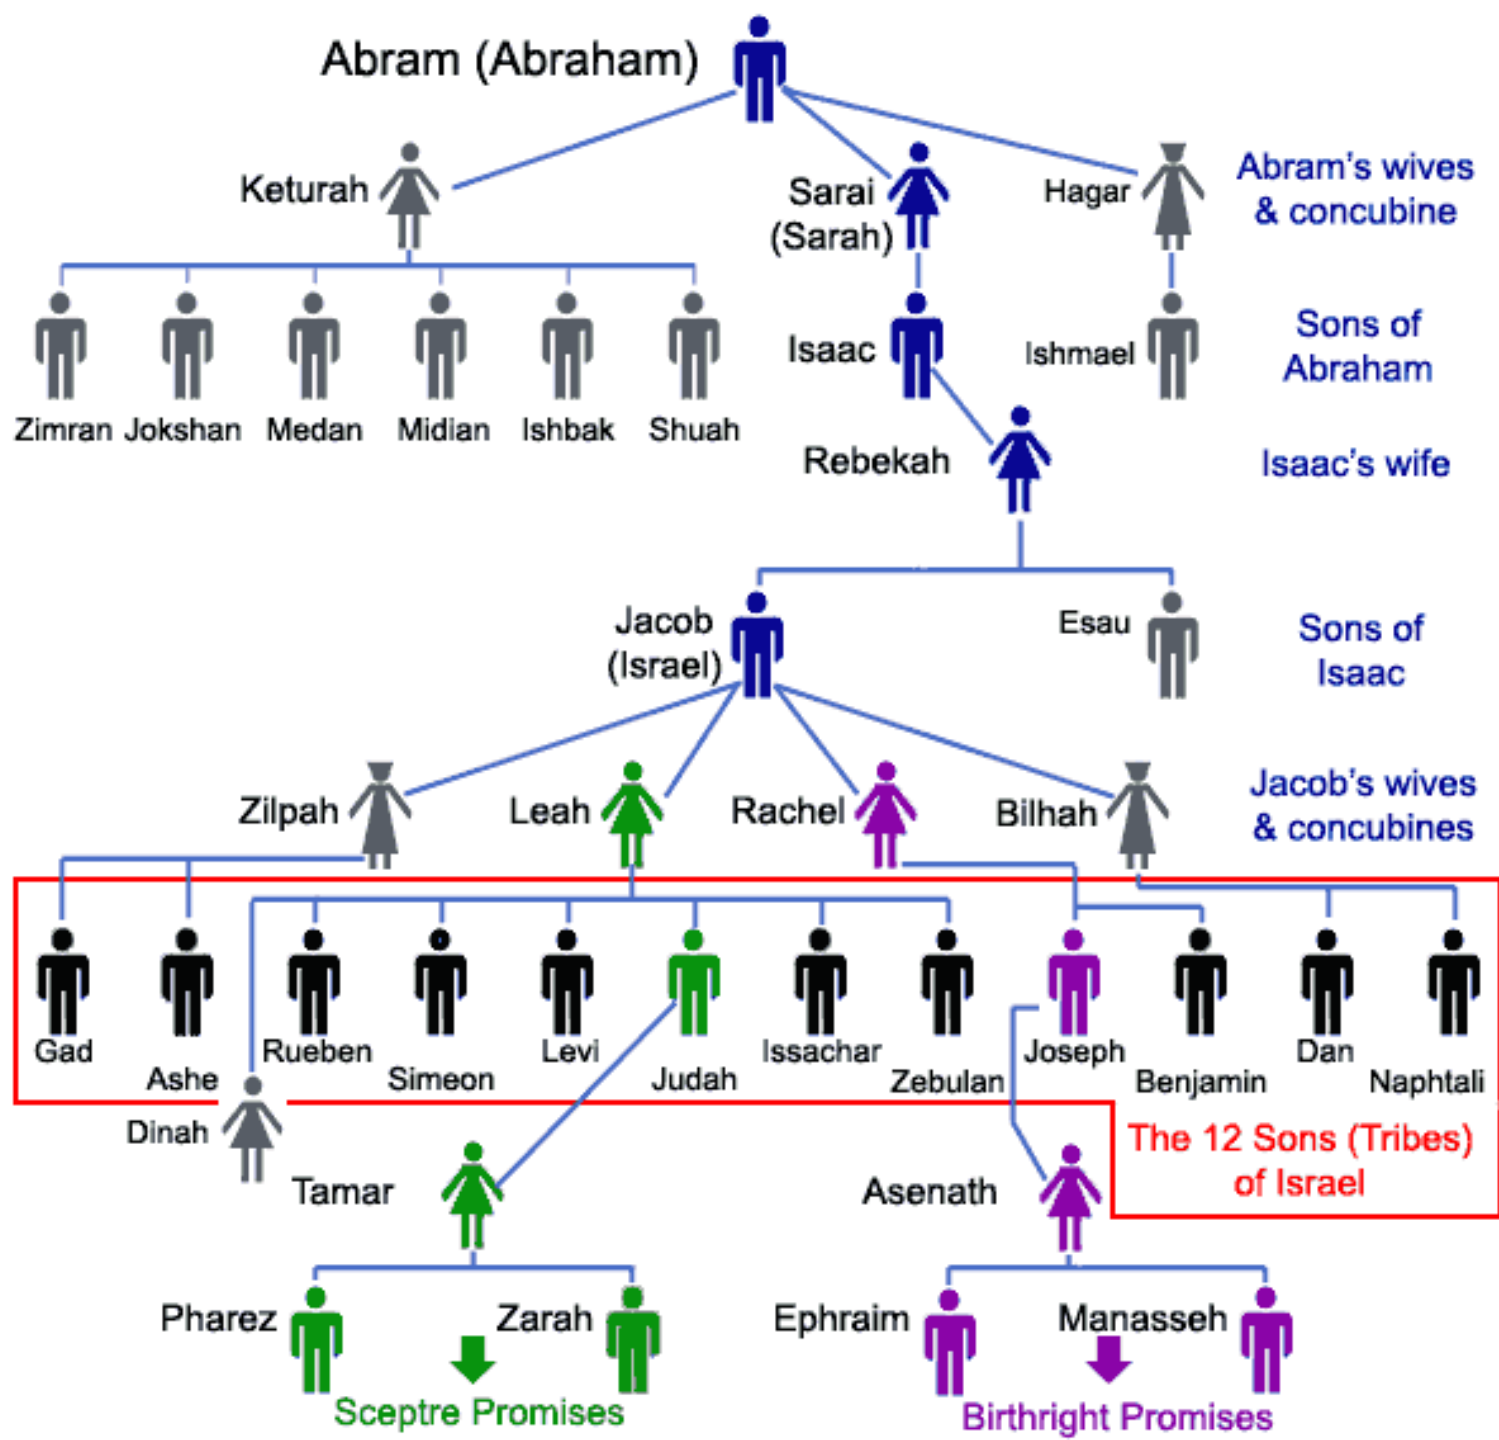 Abram (Abraham)
Keturah
Sarai
(Sarah)
Hagar
Abram's wives
& concubine
Zimran
Jokshan
Medan
Midian
Ishbak
Shuah
Isaac
Ishmael
Sons of
Abraham
Rebekah
Isaac's wife
Jacob
(Israel)
Esau
Sons of
Isaac
Zilpah
Leah
Rachel
Bilhah
Jacob's wives
& concubines
Gad
Ashe
Rueben
Simeon
Levi
Judah
Issachar
Zebulan
Joseph
Benjamin
Dan
Naphtali
Dinah
The 12 Sons (Tribes)
of Israel
Tamar
Asenath
Pharez
Zarah
Ephraim
Manasseh
Sceptre Promises
Birthright Promises